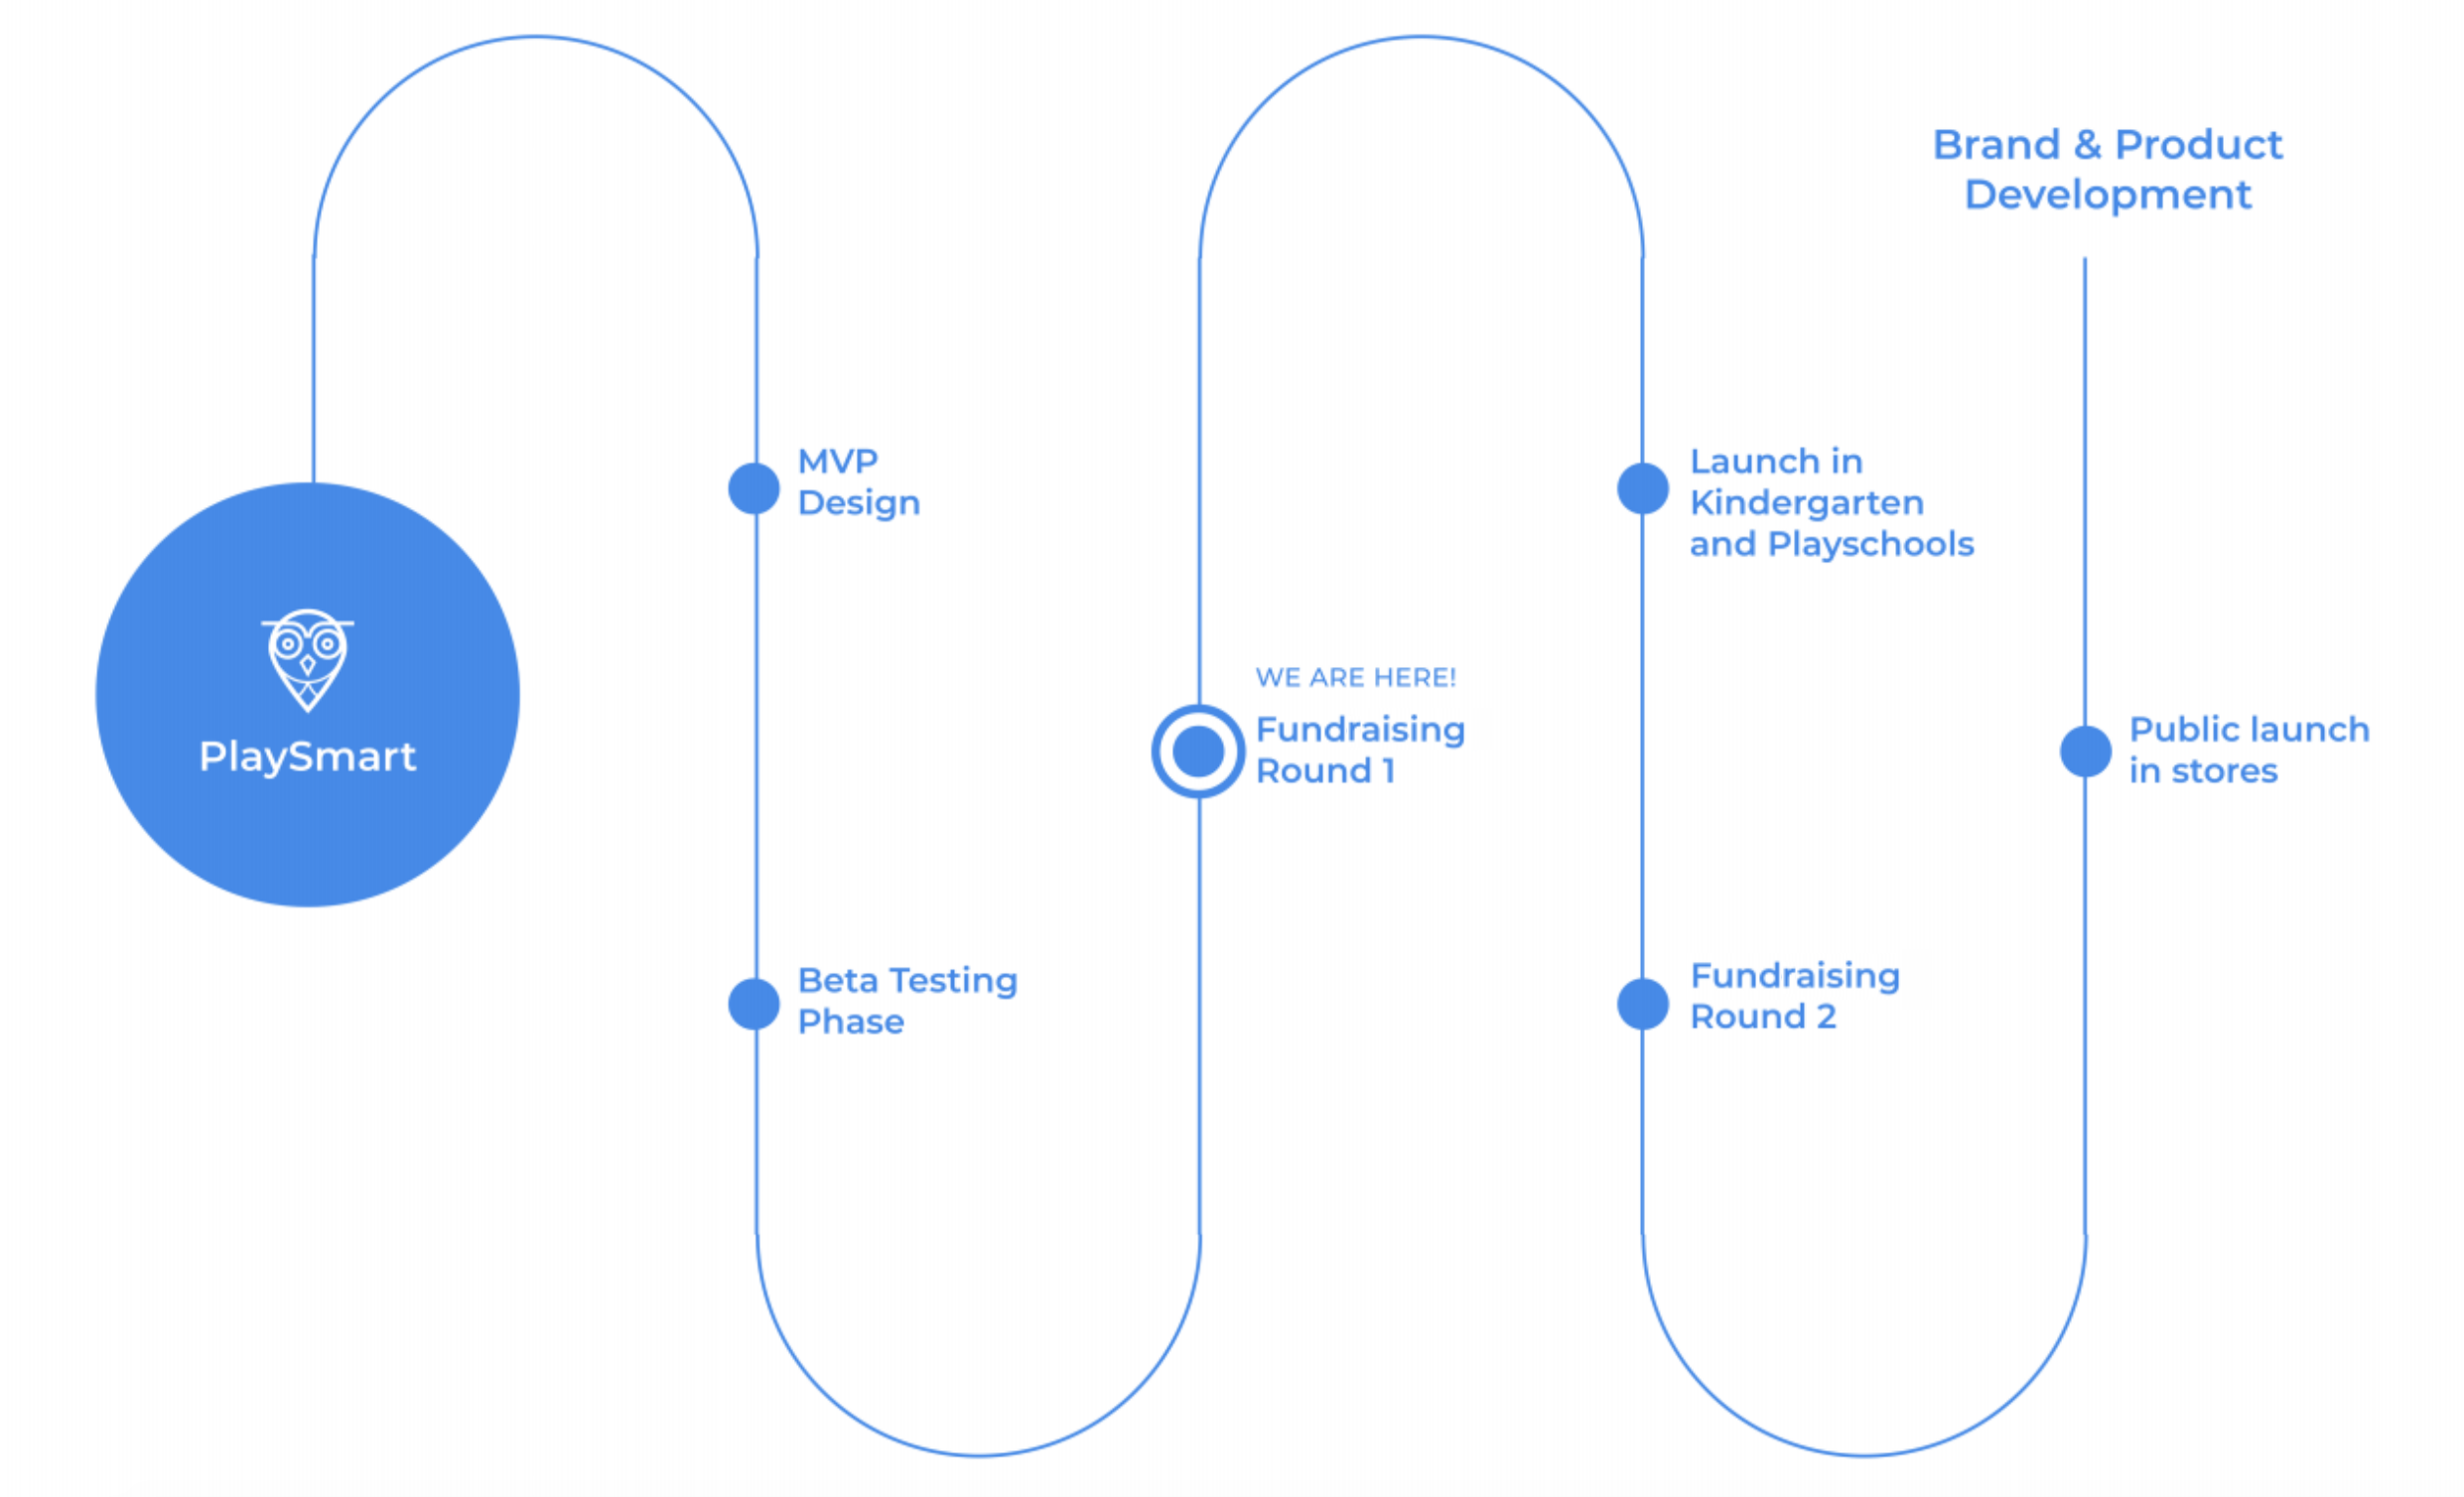 PlaySmart
MVP
Design
Beta Testing
Phase
WE ARE HERE!
Fundraising
Round 1
Launch in
Kindergarten
and Playschools
Fundraising
Round 2
Public launch
in stores
Brand & Product
Development